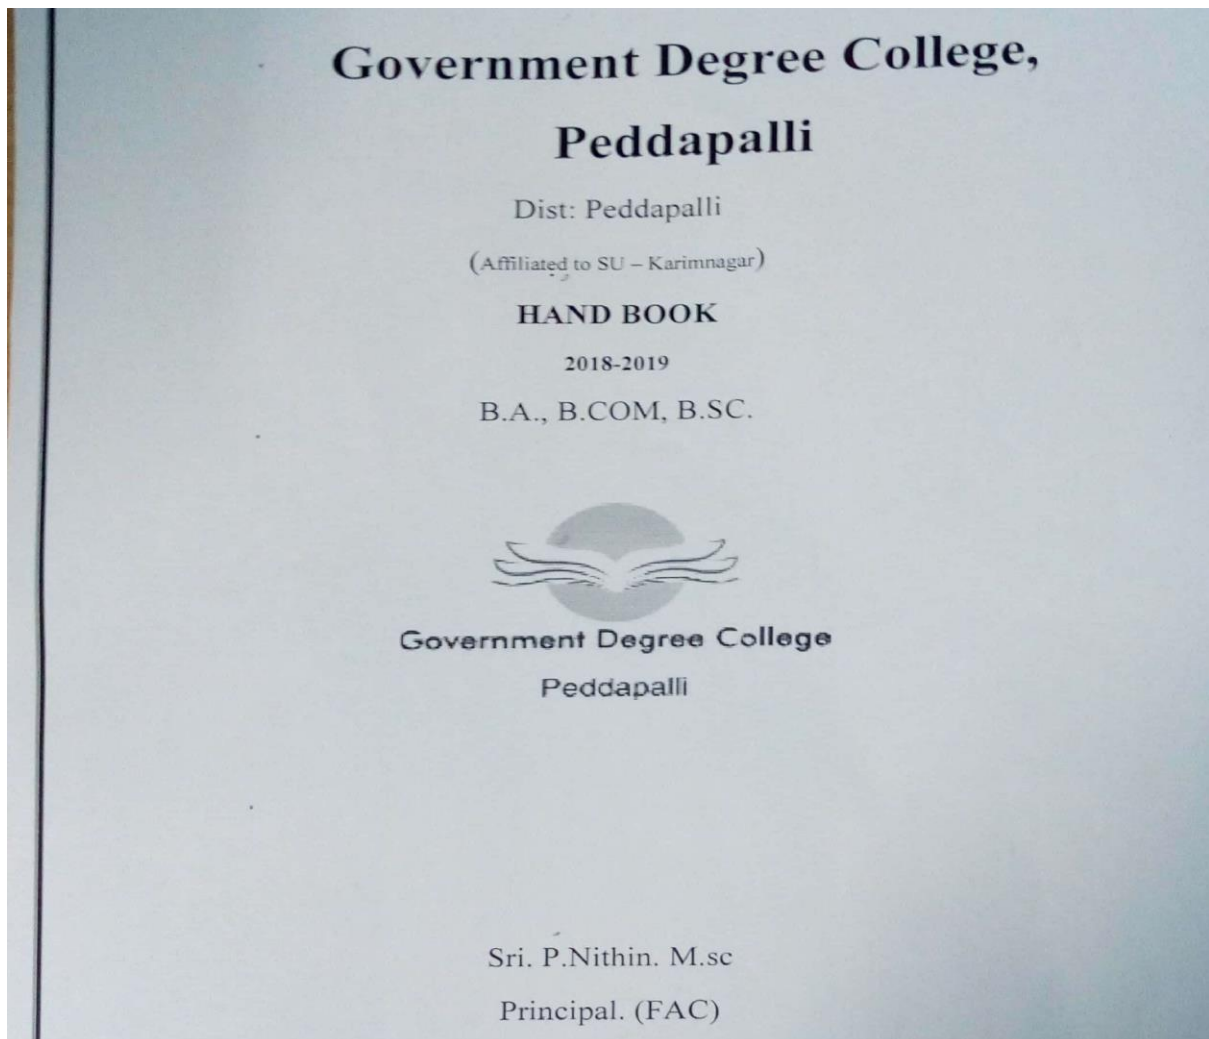 Government Degree College,
Peddapalli
Dist: Peddapalli
(Affiliated to SU – Karimnagar)
HAND BOOK
2018-2019
B.A., B.COM, B.SC.
Government Degree College
Peddapalli
Sri. P.Nithin. M.sc
Principal. (FAC)